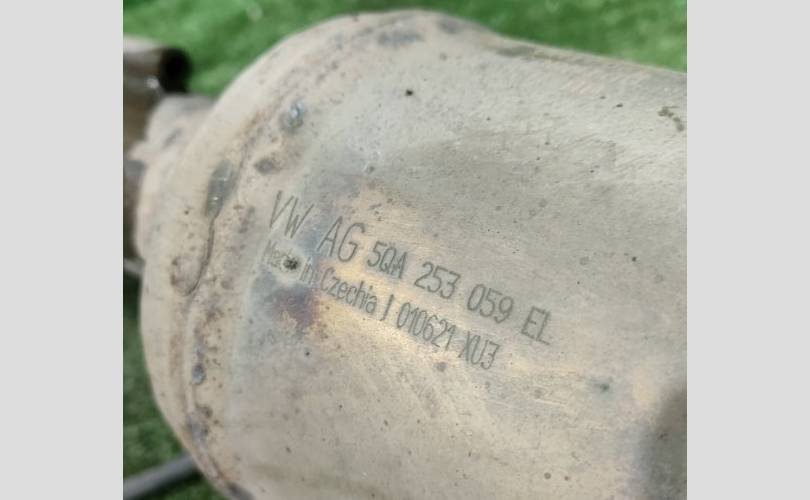 VW AG 5QA 253 059 EL
Made in Czechia J 010621 XU3